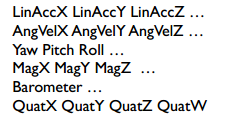 LinAccX LinAccY LinAccZ ...
AngVelX AngVelY AngVelZ ...
Yaw Pitch Roll ...
MagX MagY MagZ ...
Barometer ...
QuatX QuatY QuatZ QuatW